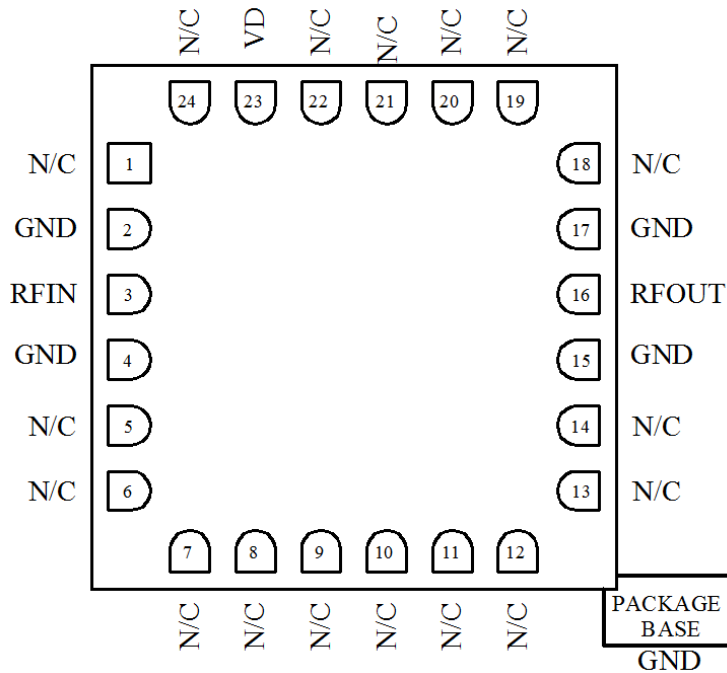 N/C VD N/C N/C N/C N/C
24 23 22 21 20 19
N/C 1 18 N/C
GND 2 17 GND
RFIN 3 16 RFOUT
GND 4 15 GND
N/C 5 14 N/C
N/C 6 13 N/C
7 8 9 10 11 12
N/C N/C N/C N/C N/C N/C
PACKAGE
BASE
GND